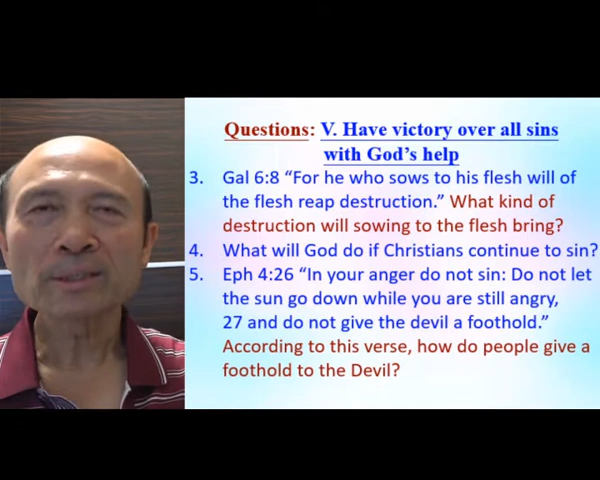 Questions: V. Have victory over all sins
with God's help
3. Gal 6:8 “For he who sows to his flesh will of
the flesh reap destruction.” What kind of
destruction will sowing to the flesh bring?
4. What will God do if Christians continue to sin?
5. Eph 4:26 “In your anger do not sin: Do not let
the sun go down while you are still angry,
27 and do not give the devil a foothold.”
According to this verse, how do people give a
foothold to the Devil?